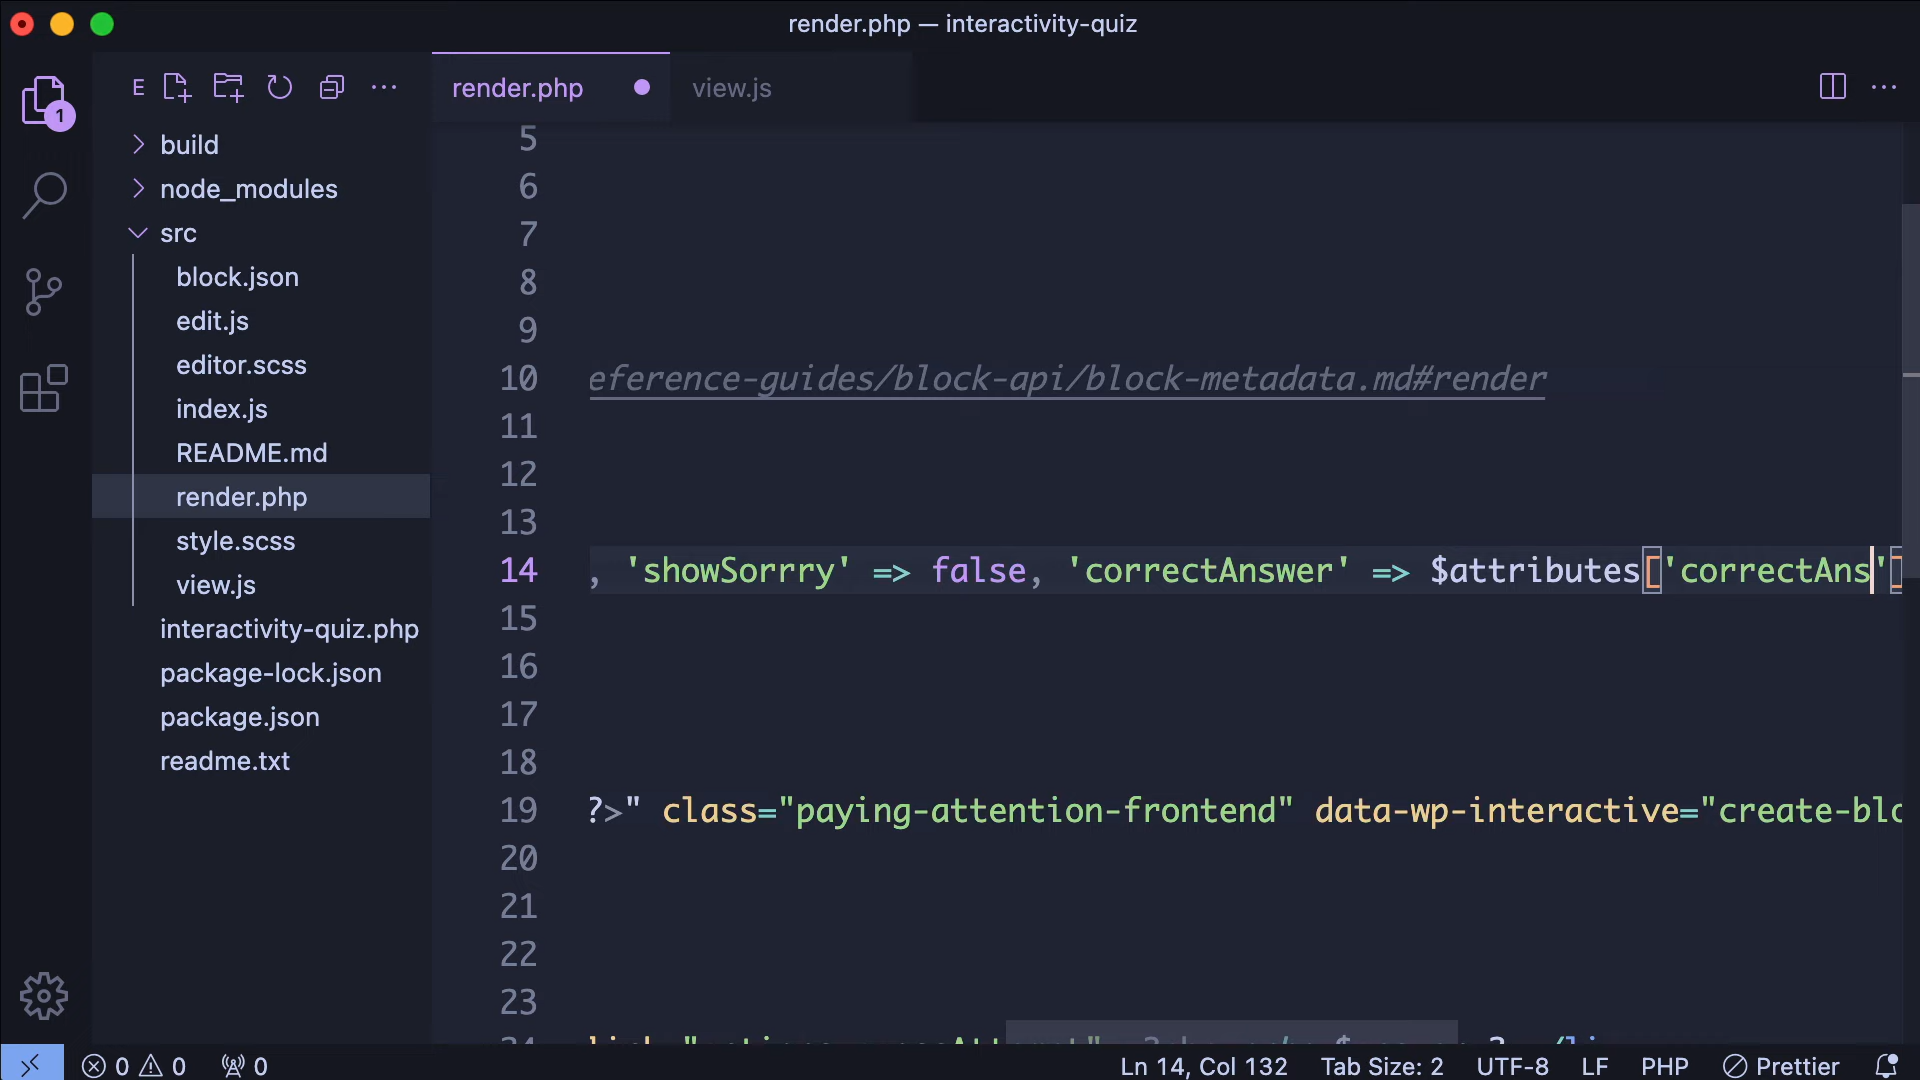 render.php — interactivity-quiz
E
render.php
view.js
1
build
node_modules
src
block.json
edit.js
editor.scss
index.js
README.md
render.php
style.scss
view.js
interactivity-quiz.php
package-lock.json
package.json
readme.txt
5
6
7
8
9
10 eference-guides/block-api/block-metadata.md#render
11
12
13
14 , 'showSorrry' => false, 'correctAnswer' => $attributes['correctAns']
15
16
17
18
19 ?>" class="paying-attention-frontend" data-wp-interactive="create-blo
20
21
22
23
0 0 0
Ln 14, Col 132 Tab Size: 2 UTF-8 LF PHP Prettier